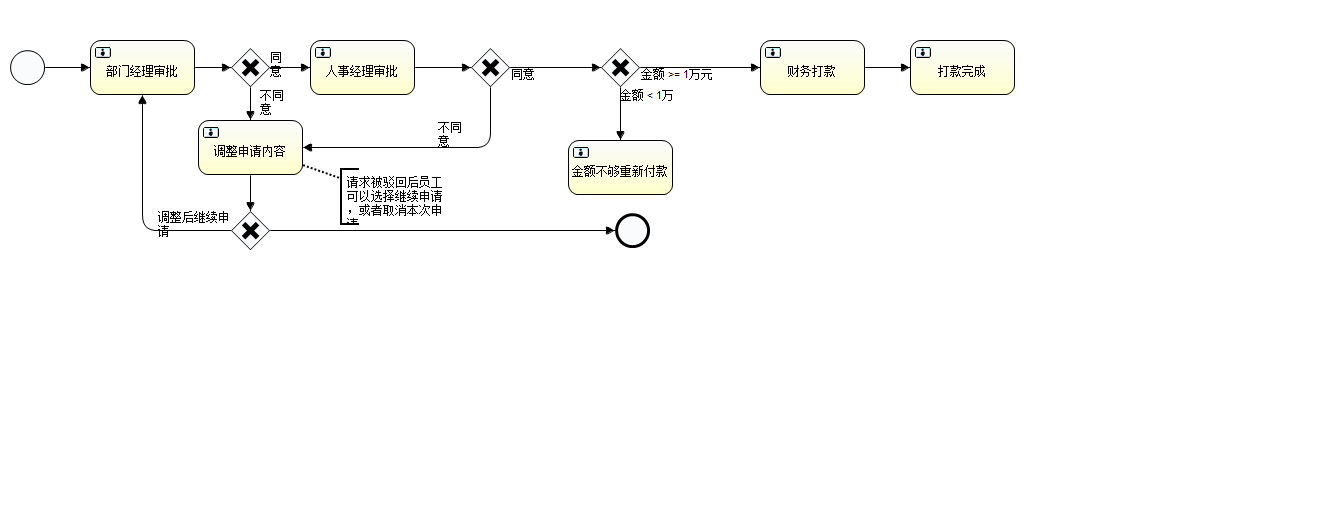 部门经理审批
同
意
人事经理审批
同意
金额 >= 1万元
财务打款
打款完成
不同
意
金额 < 1万
调整申请内容
不同
意
金额不够重新付款
请求被驳回后员工
可以选择继续申请
，或者取消本次申
请
调整后继续申
请